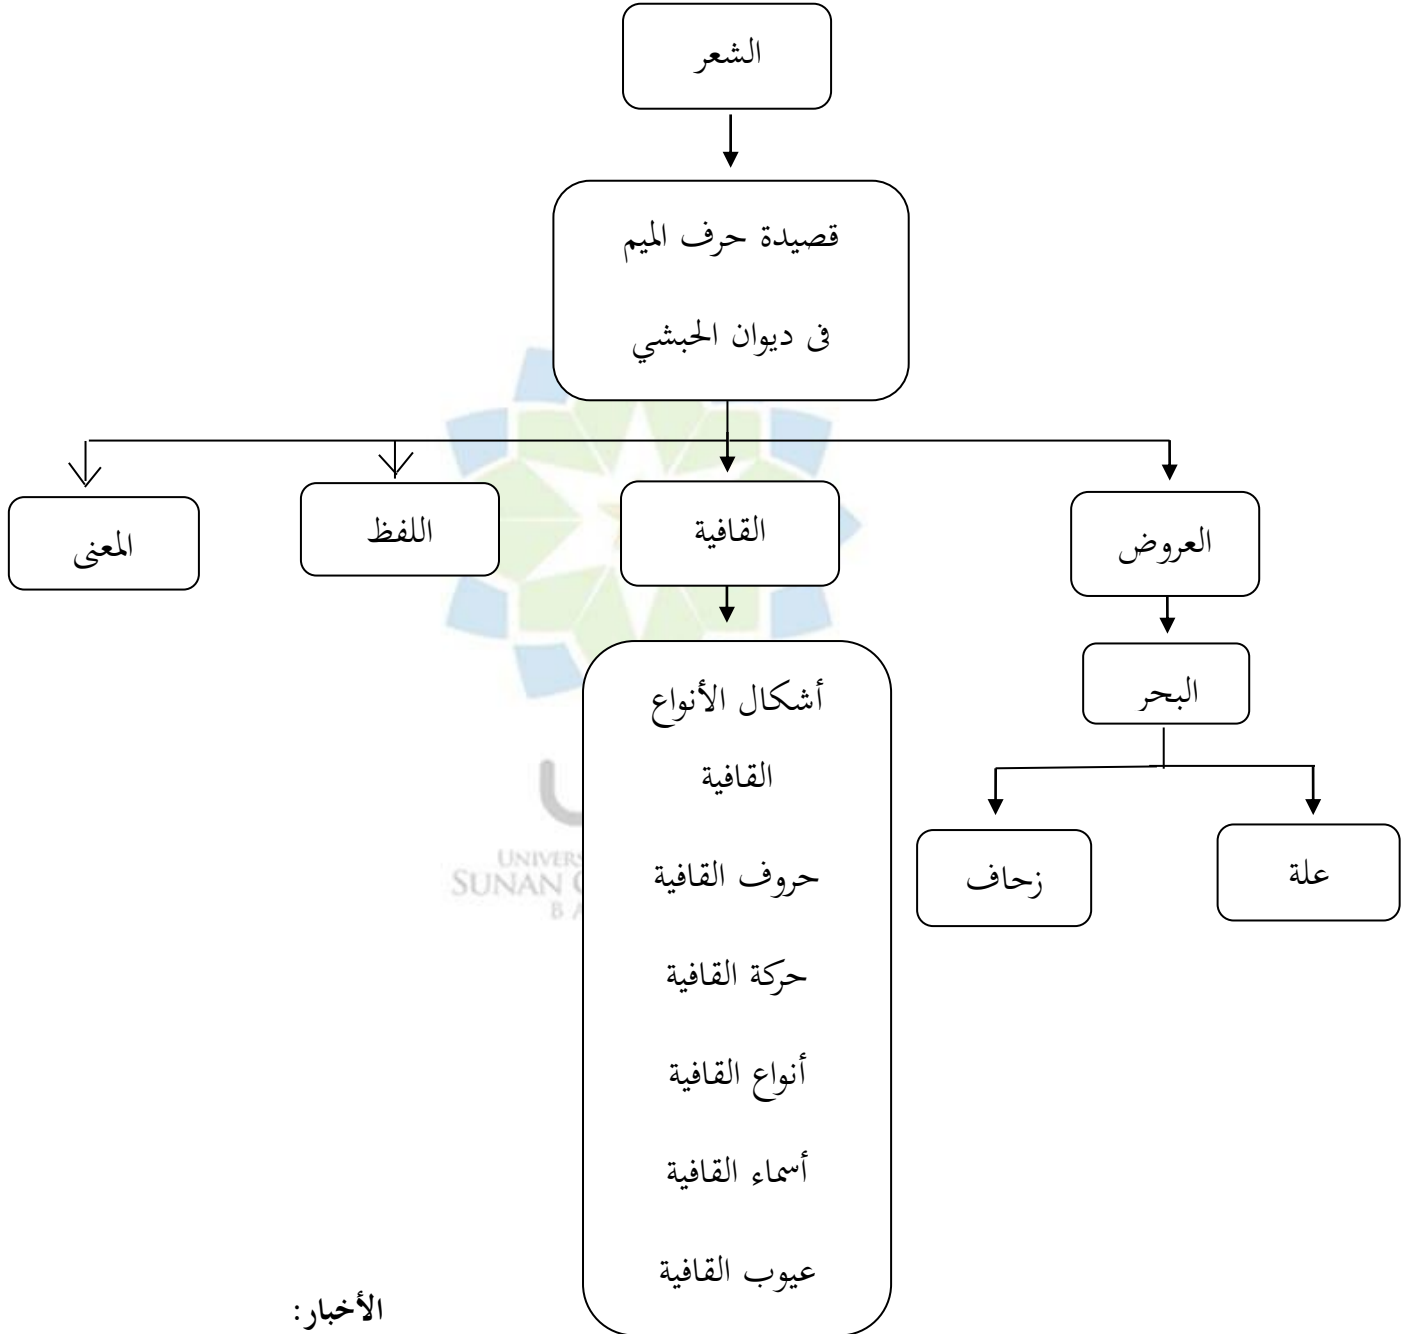 الشعر
قصيدة حرف الميم
فى ديوان الحبشي
العروض
القافية
اللفظ
المعنى
البحر
علة
زحاف
أشكال الأنواع
القافية
حروف القافية
حركة القافية
أنواع القافية
أسماء القافية
عيوب القافية
SUNAN
الأخبار: